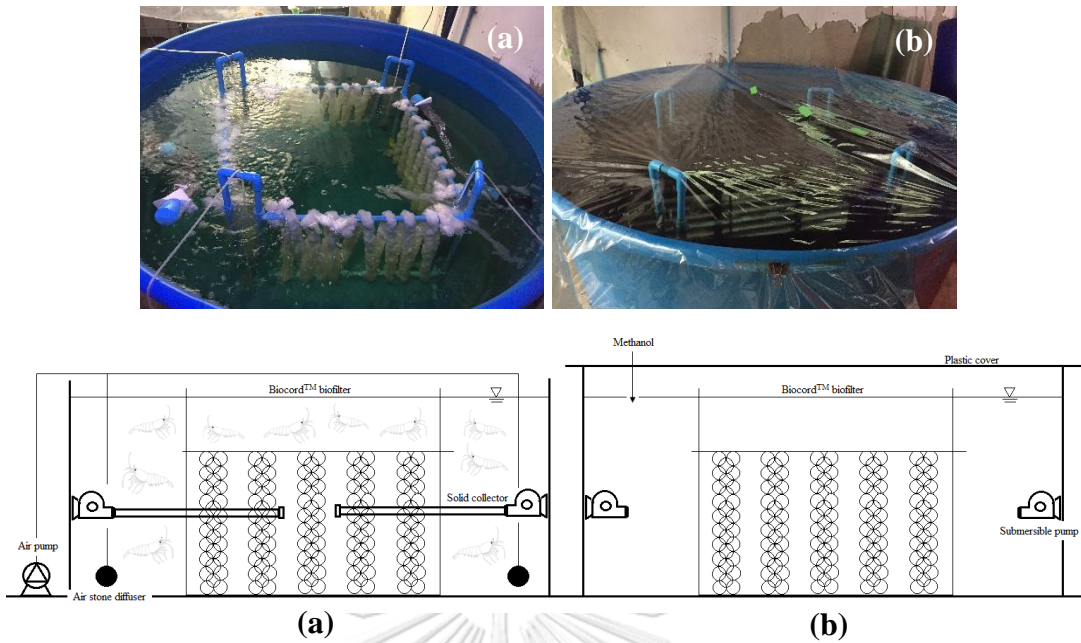 (a)
(b)
Biocord™ biofilter
Solid collector
Air pump
Air stone diffuser
(a)
Methanol
Plastic cover
Biocord™ biofilter
Submersible pump
(b)